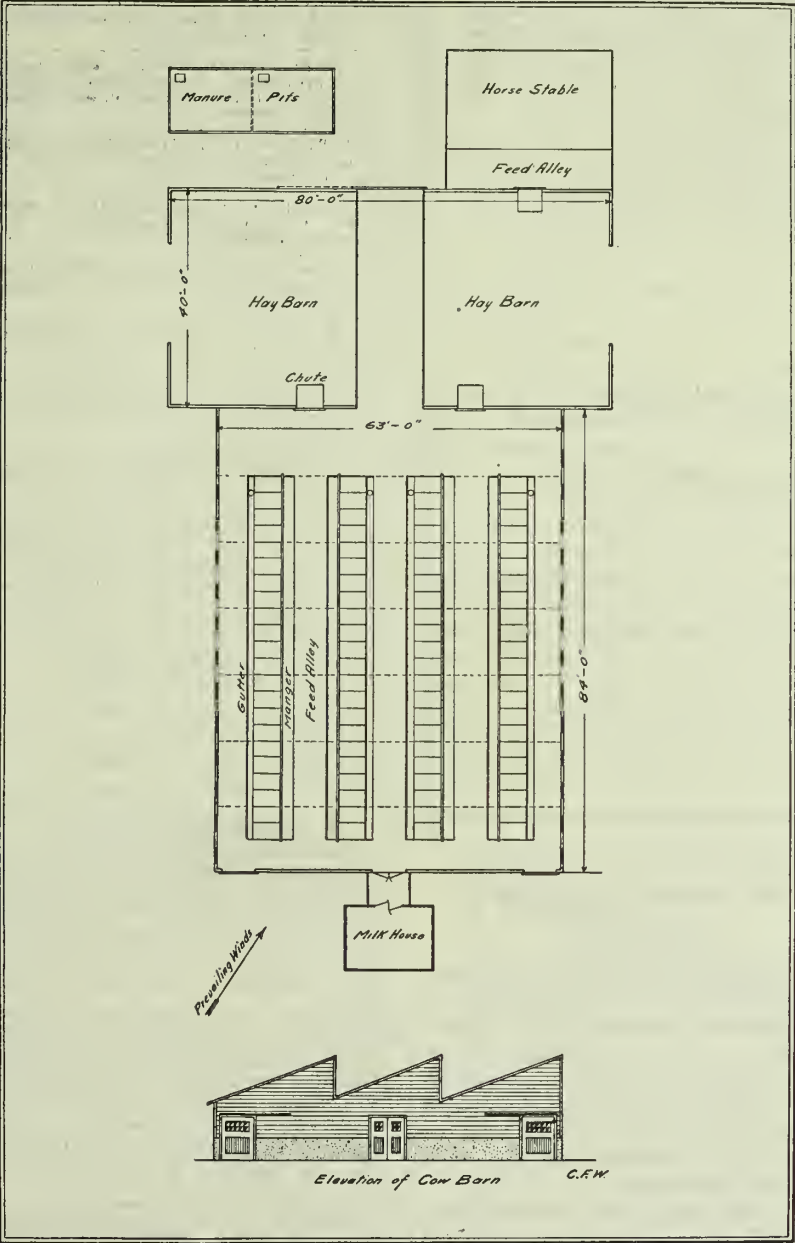 Manure Pits
Horse Stable
Feed Alley
80'-0"
40'-0"
Hay Barn
Hay Barn
Chute
63'-0"
Gutter
Manger
Feed Alley
84'-0"
Milk House
Prevailing Winds
Elevation of Cow Barn
C.F.W.